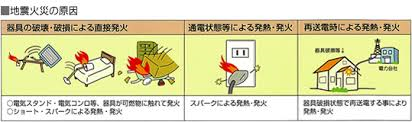 ■地震火災の原因
器具の破壊・破損による直接発火
通電状態等による発熱・発火
再送電時による発熱・発火
器具破損等
電力会社
○電気スタンド・電気コンロ等、器具が可燃物に触れて発火
○ショート・スパークによる発熱・発火
スパークによる発熱・発火
器具破損状態で再送電する事により
発熱・発火